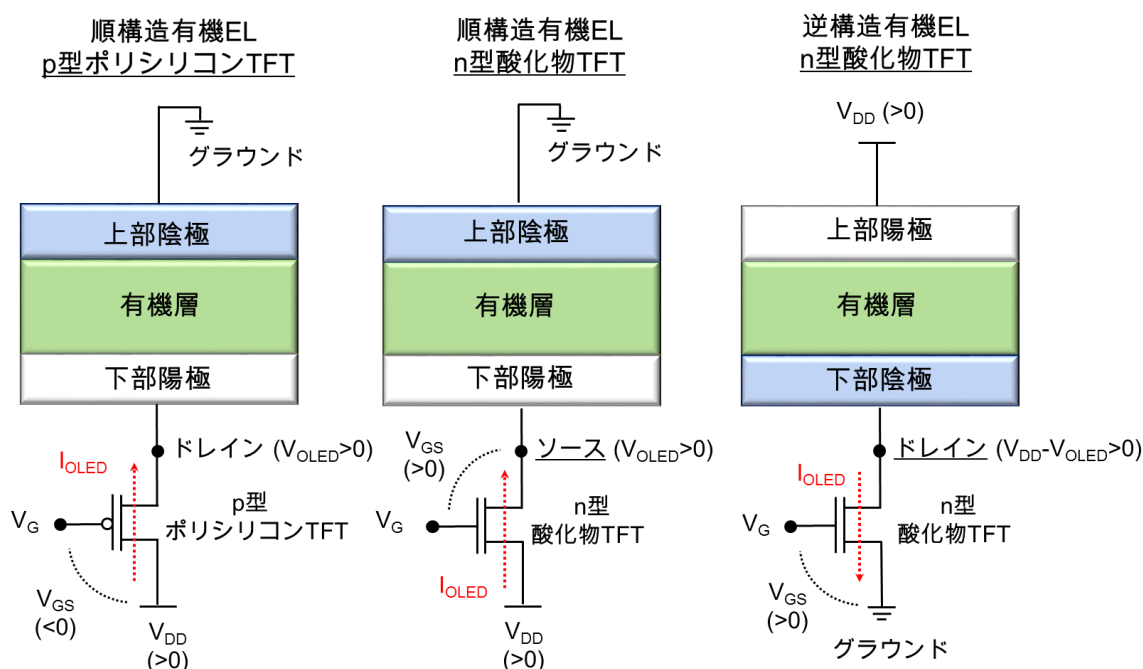 順構造有機EL
p型ポリシリコンTFT
グラウンド
上部陰極
有機層
下部陽極
ドレイン (VOLED>0)
IOLED
p型
ポリシリコンTFT
VG
VGS
(<0)
VDD
(>0)
順構造有機EL
n型酸化物TFT
グラウンド
上部陰極
有機層
下部陽極
VGS
(>0)
ソース (VOLED>0)
VG
n型
酸化物TFT
IOLED
VDD
(>0)
逆構造有機EL
n型酸化物TFT
VDD (>0)
上部陽極
有機層
下部陰極
ドレイン (VDD-VOLED>0)
IOLED
n型
酸化物TFT
VG
VGS
(>0)
グラウンド